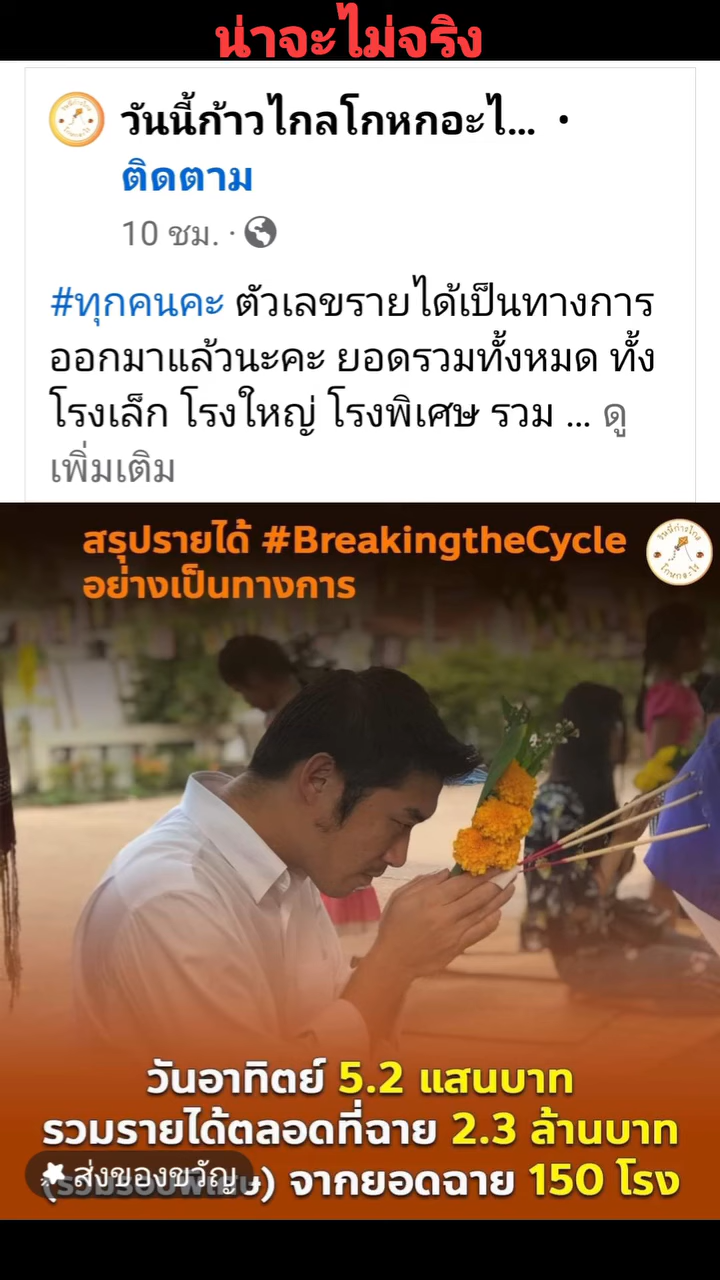 น่าจะไม่จริง
วันนี้ก้าวไกลโกหกอะไ... •
ติดตาม
10 ชม. ·
#ทุกคนคะ ตัวเลขรายได้เป็นทางการ
ออกมาแล้วนะคะ ยอดรวมทั้งหมด ทั้ง
โรงเล็ก โรงใหญ่ โรงพิเศษ รวม ... ดู
เพิ่มเติม
สรุปรายได้ #BreakingtheCycle
อย่างเป็นทางการ
วันอาทิตย์ 5.2 แสนบาท
รวมรายได้ตลอดที่ฉาย 2.3 ล้านบาท
ส่งของขวัญ
จากยอดฉาย 150 โรง